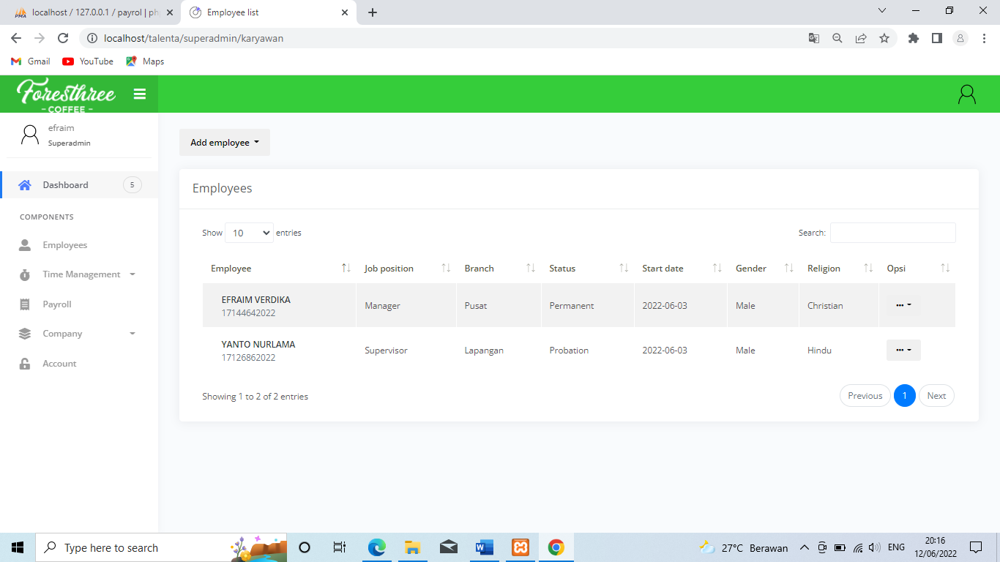 localhost / 127.0.0.1 / payrol | ph
Employee list
localhost/talenta/superadmin/karyawan
Gmail
YouTube
Maps
Foresthree
- COFFEE -
efraim
Superadmin
Dashboard 5
COMPONENTS
Employees
Time Management
Payroll
Company
Account
Add employee
Employees
Show 10 entries
Search:
Employee Job position Branch Status Start date Gender Religion Opsi
EFRAIM VERDIKA
17144642022
Manager Pusat Permanent 2022-06-03 Male Christian
YANTO NURLAMA
17126862022
Supervisor Lapangan Probation 2022-06-03 Male Hindu
Showing 1 to 2 of 2 entries
Previous 1 Next
Type here to search
27°C Berawan
ENG
20:16
12/06/2022